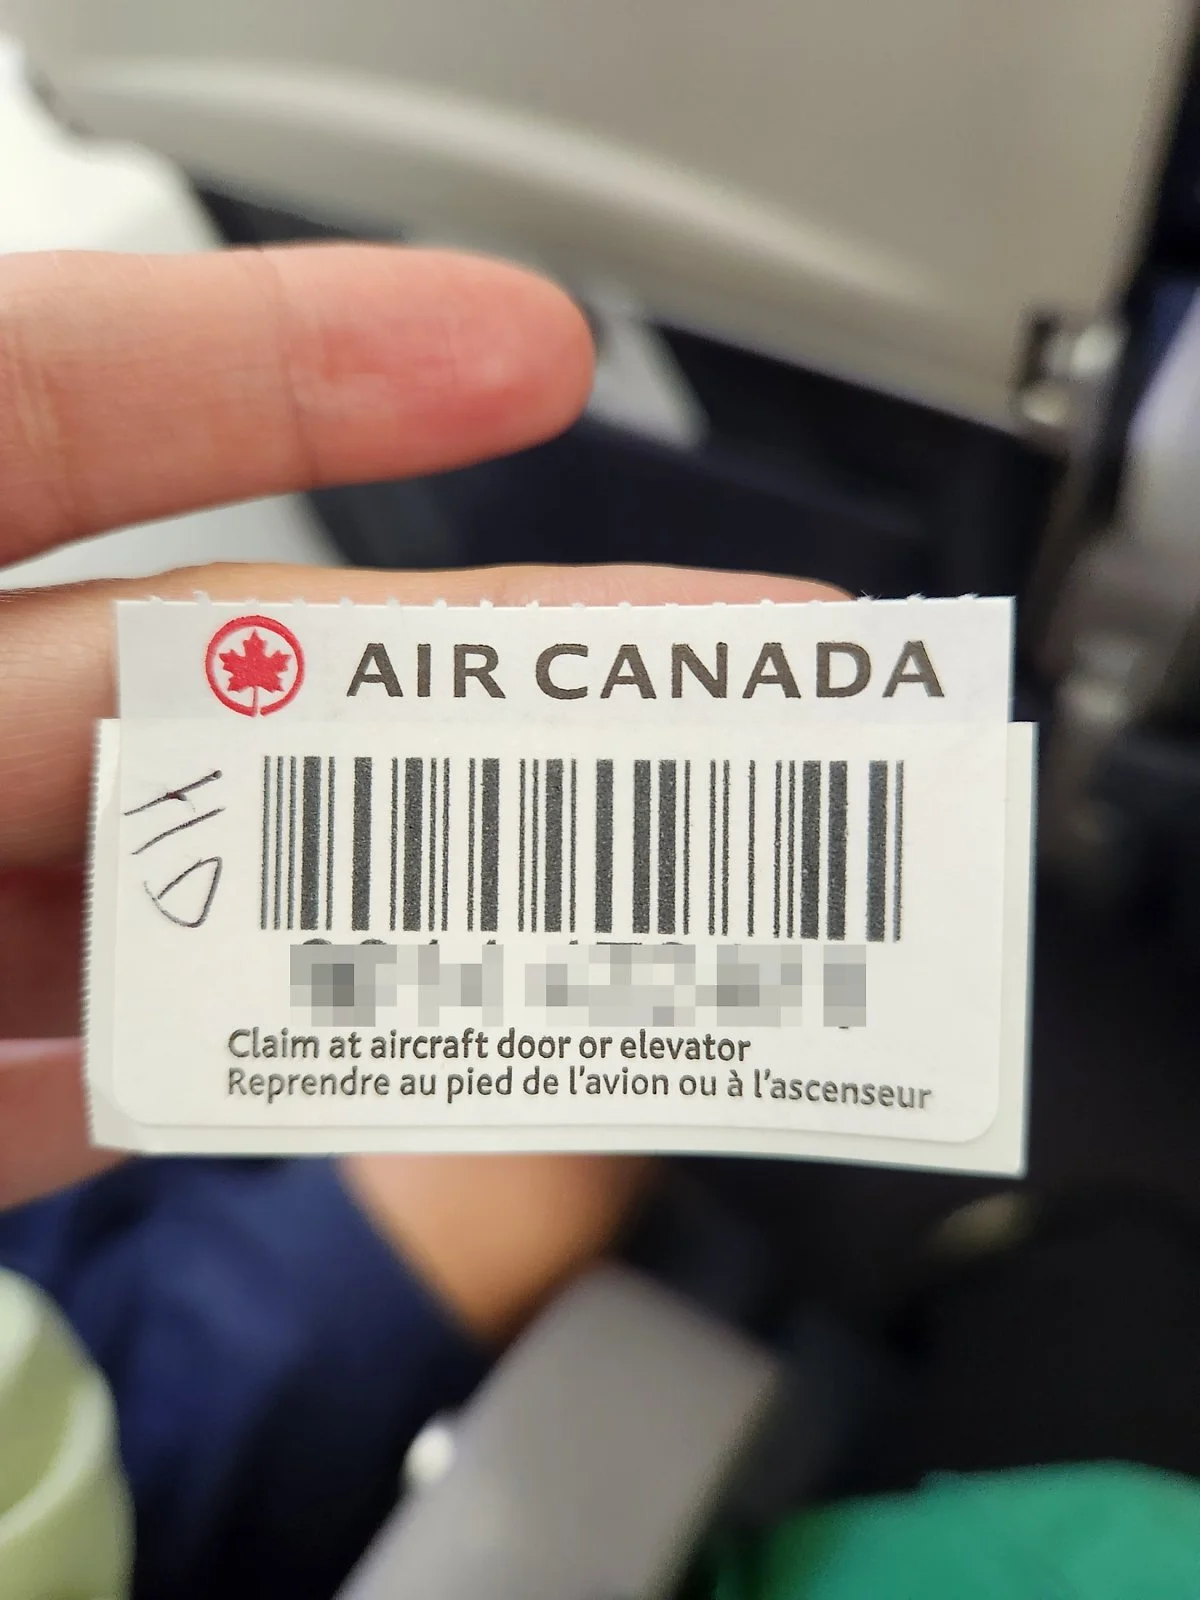 AIR CANADA
Claim at aircraft door or elevator
Reprendre au pied de l'avion ou à l'ascenseur